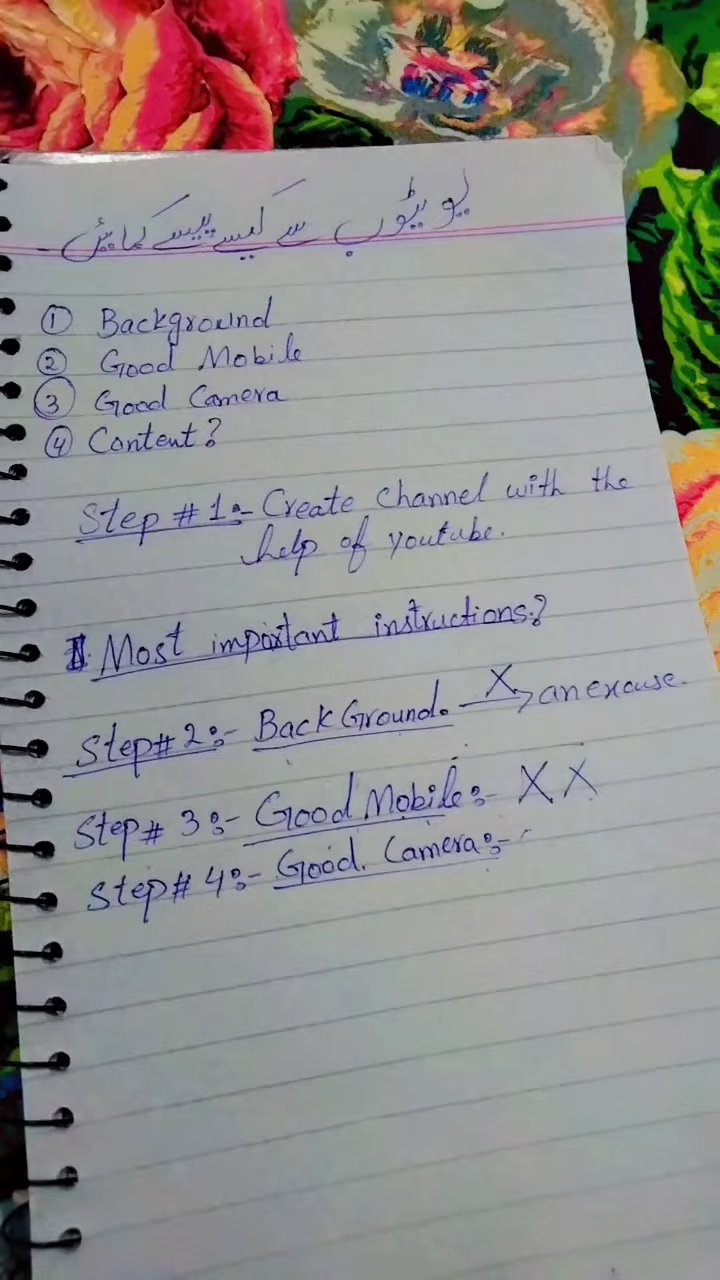 یوٹیوب سے کیسے پیسے کمائیں۔
① Background
② Good Mobile
③ Good Camera
④ Content?
Step # 1:- Create channel with the
help of youtube.
Most important instructions:?
Step# 2:- BackGround. X → an excuse.
Step# 3:- Good Mobile:- X X
Step# 4:- Good. Camera:-